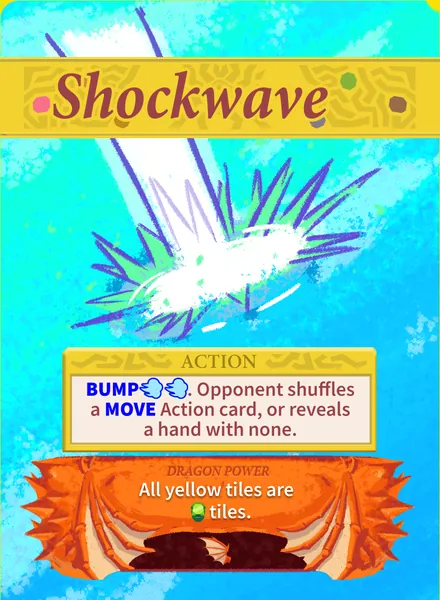 Shockwave
ACTION
BUMP💨💨. Opponent shuffles
a MOVE Action card, or reveals
a hand with none.
DRAGON POWER
All yellow tiles are
tiles.